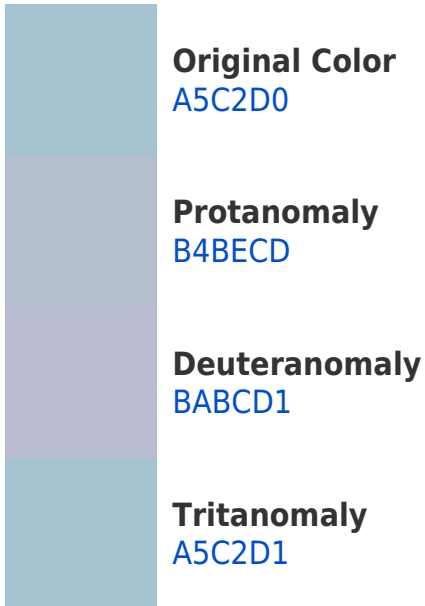 Original Color
A5C2D0
Protanomaly
B4BECD
Deuteranomaly
BABCD1
Tritanomaly
A5C2D1